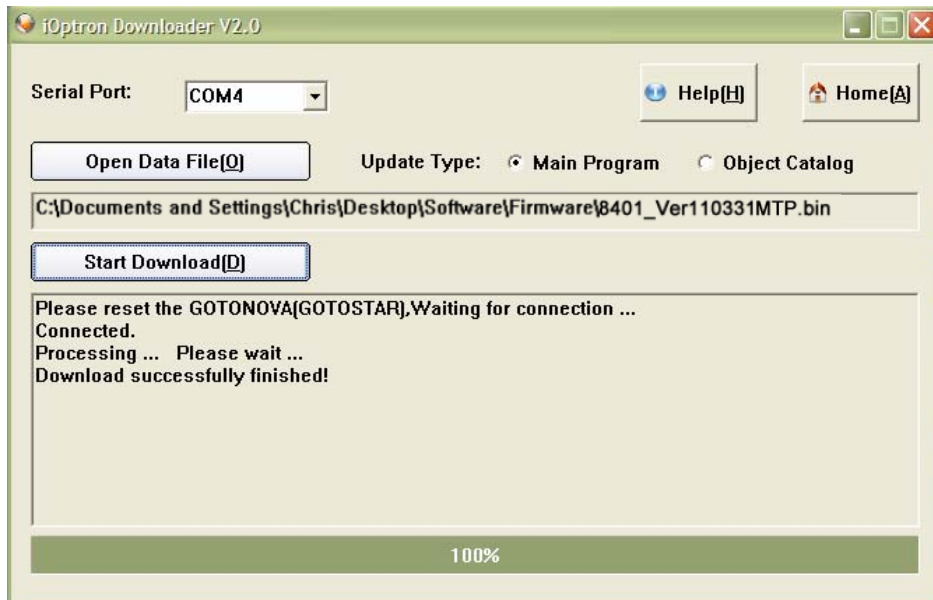 iOptron Downloader V2.0
Serial Port: COM4 Help(H) Home(A)
Open Data File(O) Update Type: Main Program Object Catalog
C:\Documents and Settings\Chris\Desktop\Software\Firmware\8401_Ver110331MTP.bin
Start Download(D)
Please reset the GOTONOVA(GOTOSTAR),Waiting for connection ...
Connected.
Processing ... Please wait ...
Download successfully finished!
100%